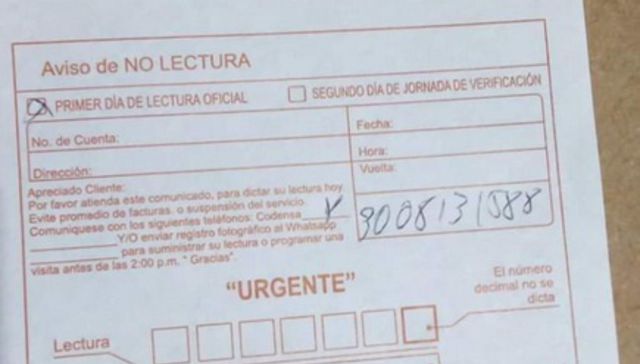 Aviso de NO LECTURA
PRIMER DÍA DE LECTURA OFICIAL
SEGUNDO DÍA DE JORNADA DE VERIFICACIÓN
No. de Cuenta:
Fecha:
Hora:
Dirección:
Vuelta:
Apreciado Cliente:
Por favor atienda este comunicado, para dictar su lectura hoy
Evite promedio de facturas. o suspensión del servicio.
Comuniquese con los siguientes teléfonos: Codensa
3008131588
Y/O enviar registro fotográfico al Whatsapp
para suministrar su lectura o programar una
visita antes de las 2:00 p.m. " Gracias".
“URGENTE”
El número
decimal no se
dicta
Lectura